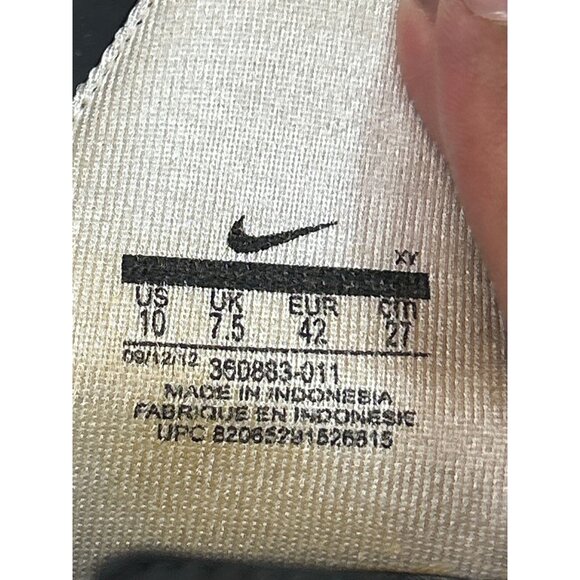 XY
US UK EUR cm
10 7.5 42 27
09/12/12 360883-011
MADE IN INDONESIA
FABRIQUE EN INDONESIE
UPC 82065291526815